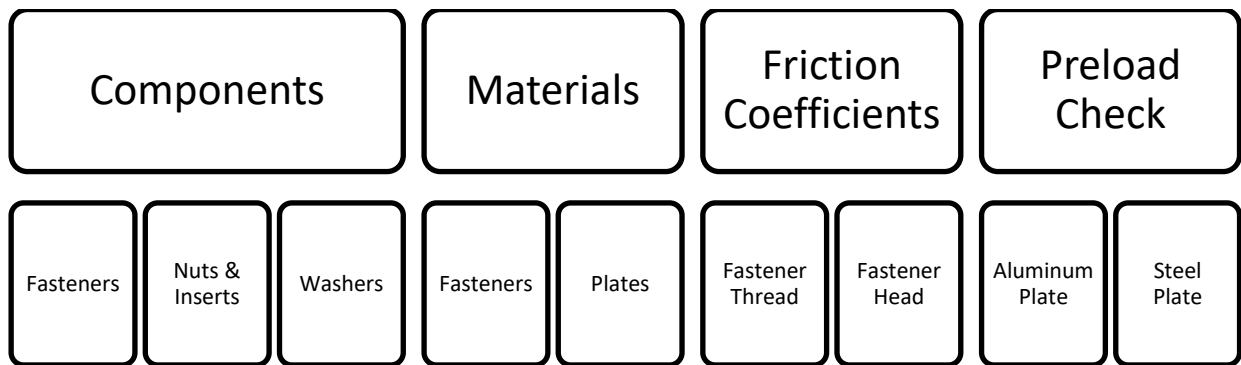 Components
Materials
Friction
Coefficients
Preload
Check
Fasteners
Nuts &
Inserts
Washers
Fasteners
Plates
Fastener
Thread
Fastener
Head
Aluminum
Plate
Steel
Plate